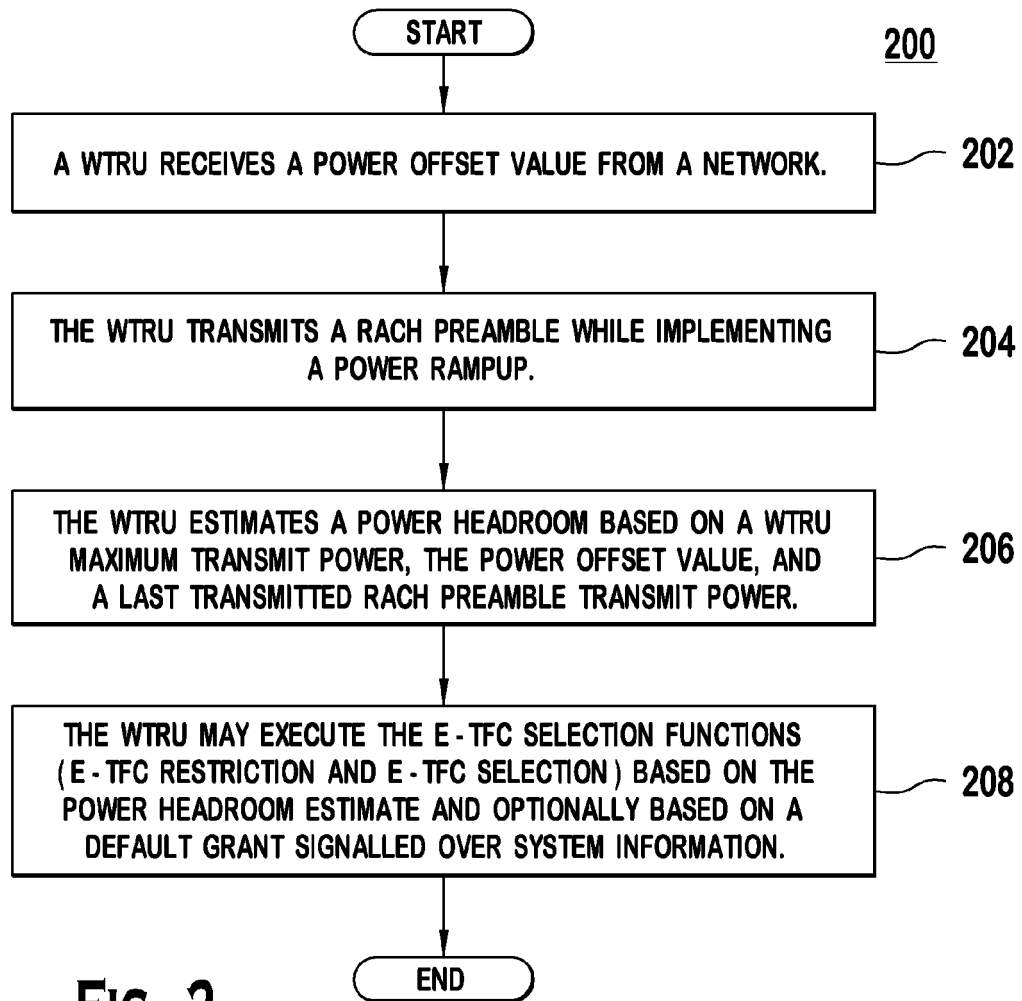 START
200
A WTRU RECEIVES A POWER OFFSET VALUE FROM A NETWORK.
202
THE WTRU TRANSMITS A RACH PREAMBLE WHILE IMPLEMENTING
A POWER RAMPUP.
204
THE WTRU ESTIMATES A POWER HEADROOM BASED ON A WTRU
MAXIMUM TRANSMIT POWER, THE POWER OFFSET VALUE, AND
A LAST TRANSMITTED RACH PREAMBLE TRANSMIT POWER.
206
THE WTRU MAY EXECUTE THE E-TFC SELECTION FUNCTIONS
(E-TFC RESTRICTION AND E-TFC SELECTION) BASED ON THE
POWER HEADROOM ESTIMATE AND OPTIONALLY BASED ON A
DEFAULT GRANT SIGNALLED OVER SYSTEM INFORMATION.
208
END